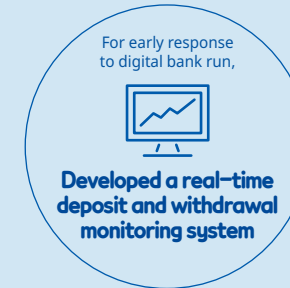 For early response
to digital bank run,
Developed a real-time
deposit and withdrawal
monitoring system